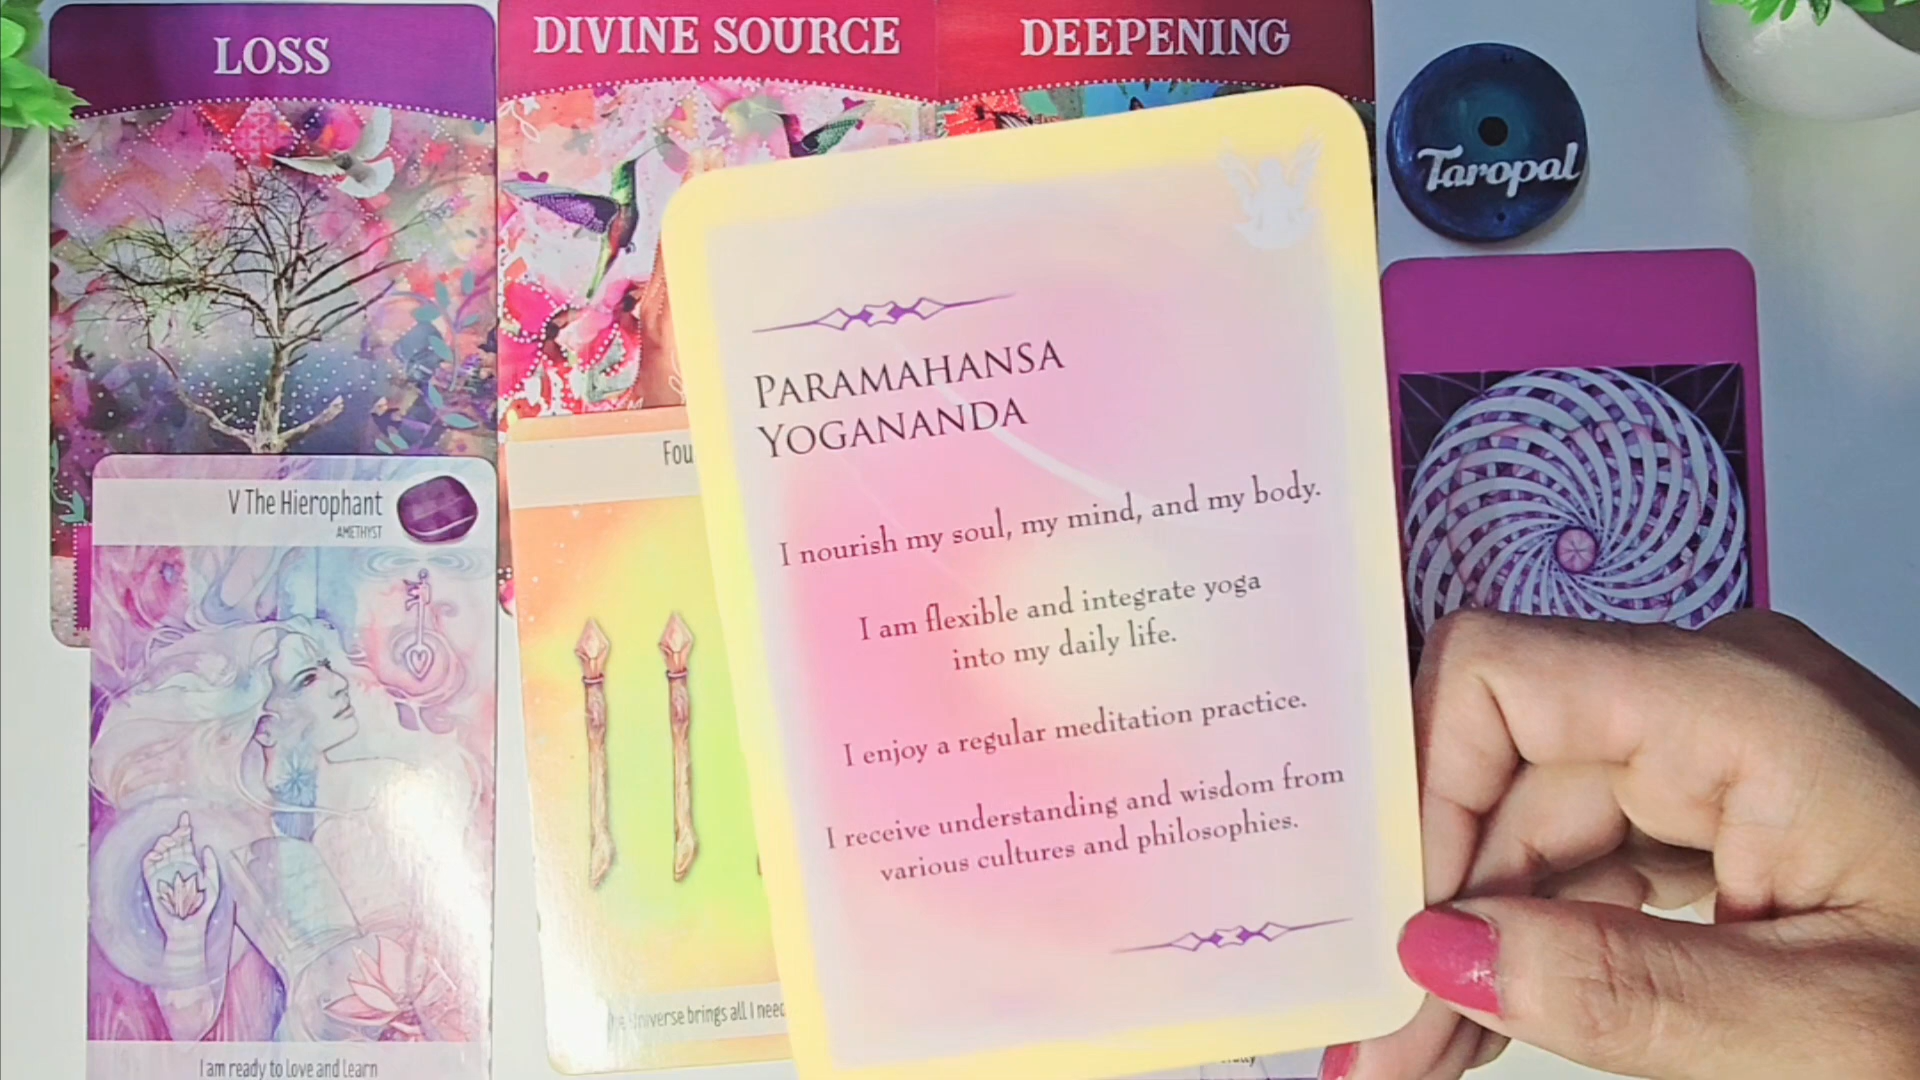 LOSS
DIVINE SOURCE
DEEPENING
Taropal
PARAMAHANSA
YOGANANDA
I nourish my soul, my mind, and my body.
I am flexible and integrate yoga
into my daily life.
I enjoy a regular meditation practice.
I receive understanding and wisdom from
various cultures and philosophies.
V The Hierophant
AMETHYST
I am ready to love and learn
Universe brings all I need